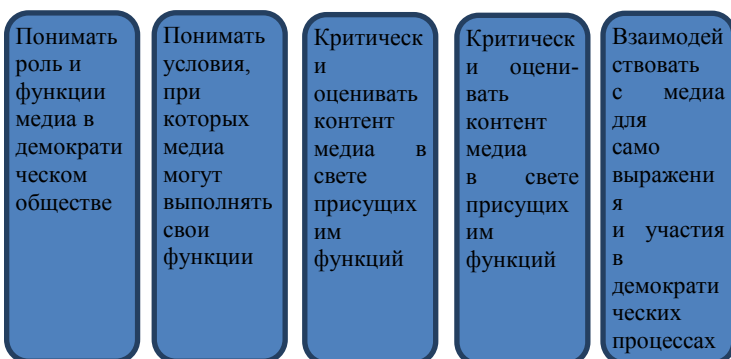 Понимать
роль и
функции
медиа в
демократи
ческом
обществе
Понимать
условия,
при
которых
медиа
могут
выполнять
свои
функции
Критическ
и
оценивать
контент
медиа в
свете
присущих
им
функций
Критическ
и оцени-
вать
контент
медиа
в свете
присущих
им
функций
Взаимодей
ствовать
с медиа
для
само
выражени
я
и участия
в
демократи
ческих
процессах